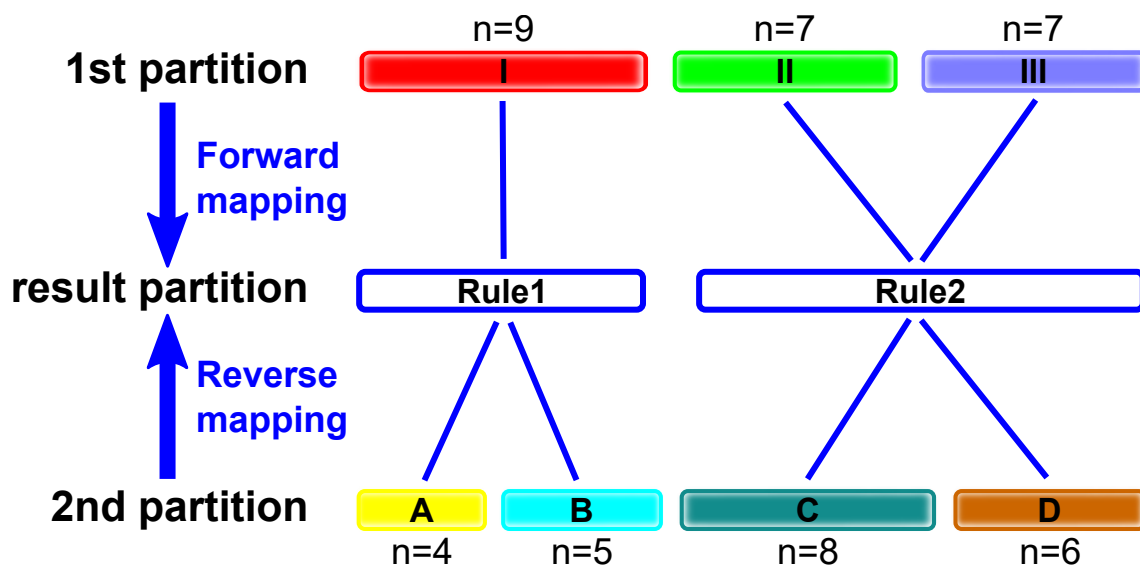 n=9 n=7 n=7
1st partition I II III
Forward
mapping
result partition Rule1 Rule2
Reverse
mapping
2nd partition A B C D
n=4 n=5 n=8 n=6